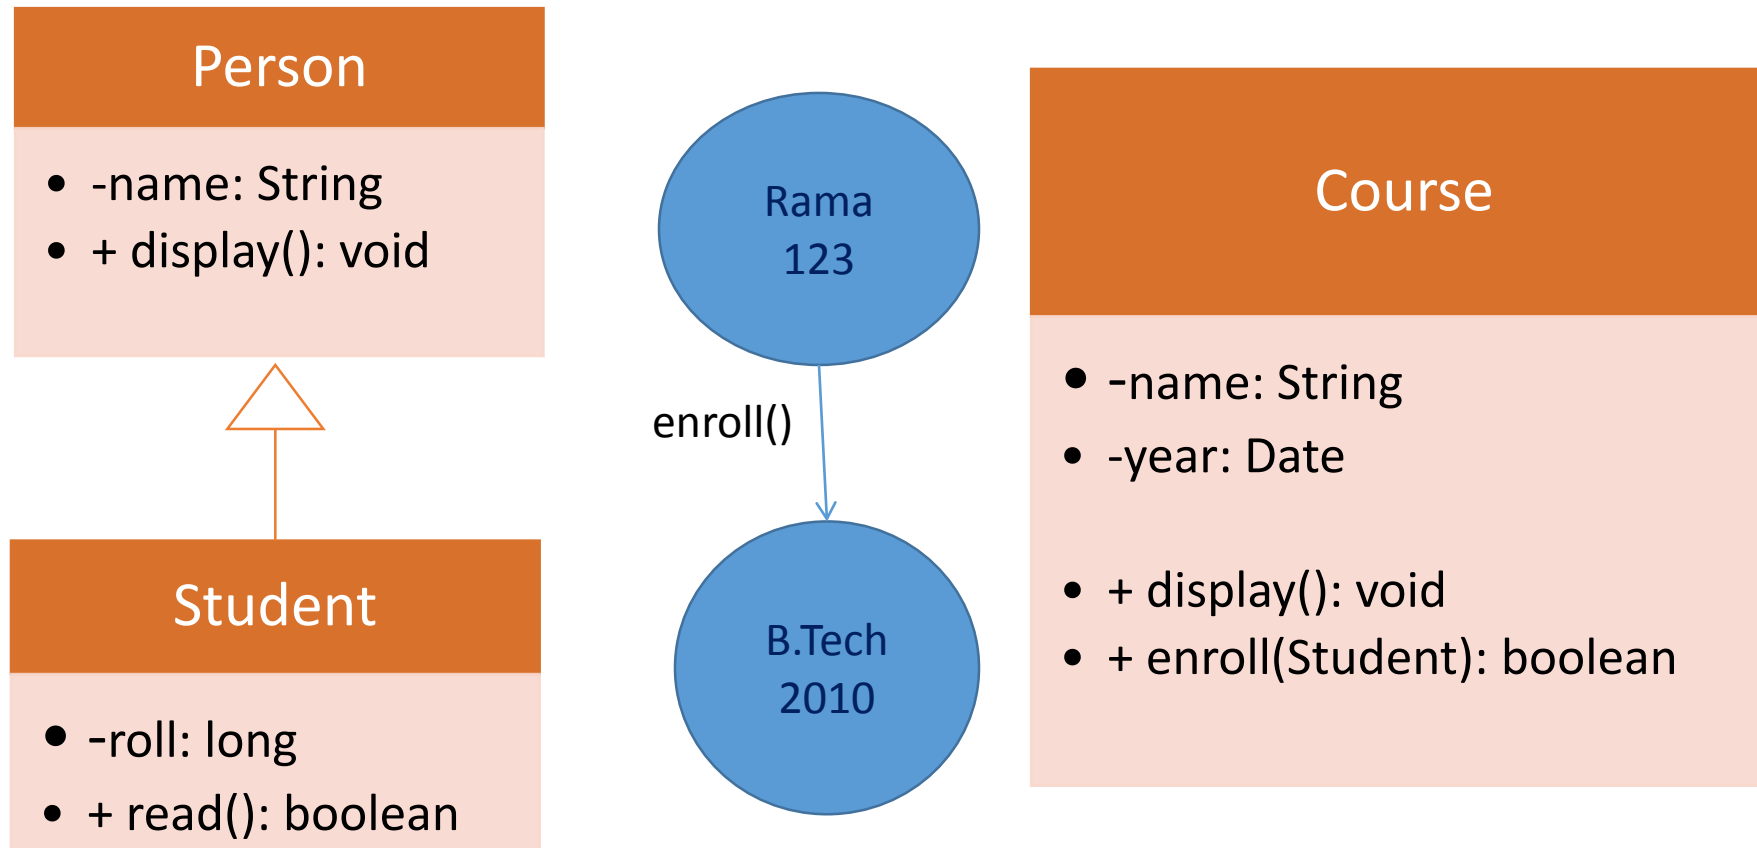 Person
• -name: String
• + display(): void
Student
• -roll: long
• + read(): boolean
Rama
123
enroll()
B.Tech
2010
Course
• -name: String
• -year: Date
• + display(): void
• + enroll(Student): boolean